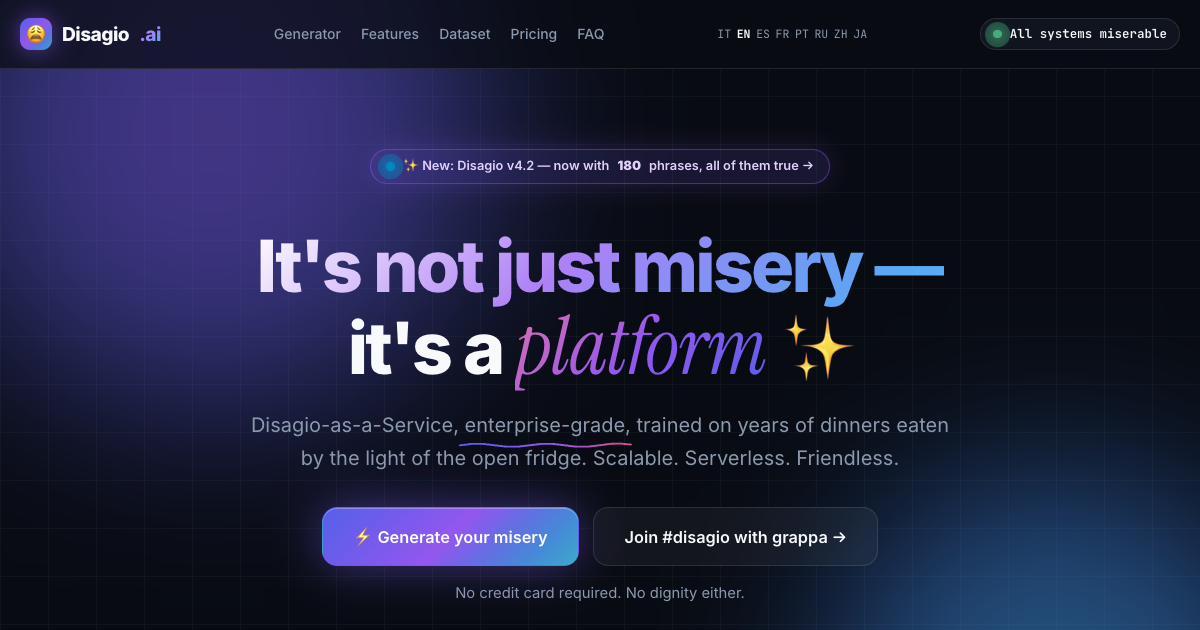 Disagio .ai
Generator Features Dataset Pricing FAQ
IT EN ES FR PT RU ZH JA
All systems miserable
✨ New: Disagio v4.2 — now with 180 phrases, all of them true →
It's not just misery —
it's a platform ✨
Disagio-as-a-Service, enterprise-grade, trained on years of dinners eaten
by the light of the open fridge. Scalable. Serverless. Friendless.
⚡ Generate your misery
Join #disagio with grappa →
No credit card required. No dignity either.